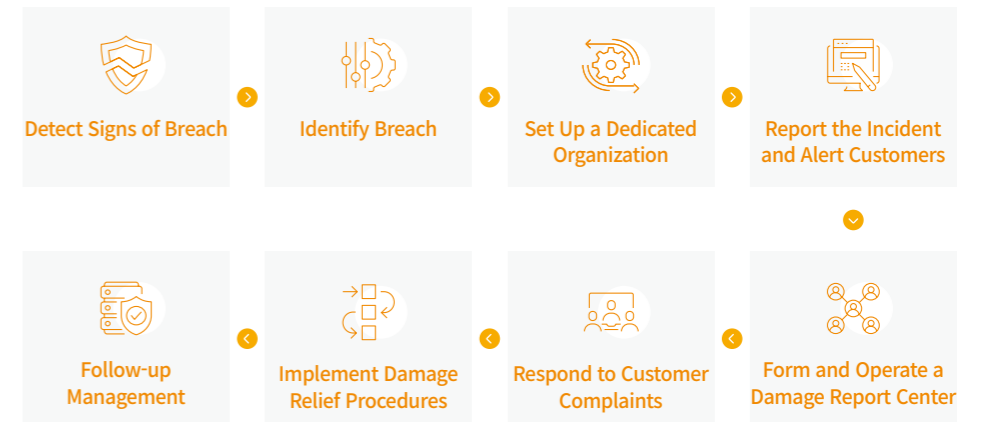 Detect Signs of Breach
Identify Breach
Set Up a Dedicated
Organization
Report the Incident
and Alert Customers
Form and Operate a
Damage Report Center
Respond to Customer
Complaints
Implement Damage
Relief Procedures
Follow-up
Management